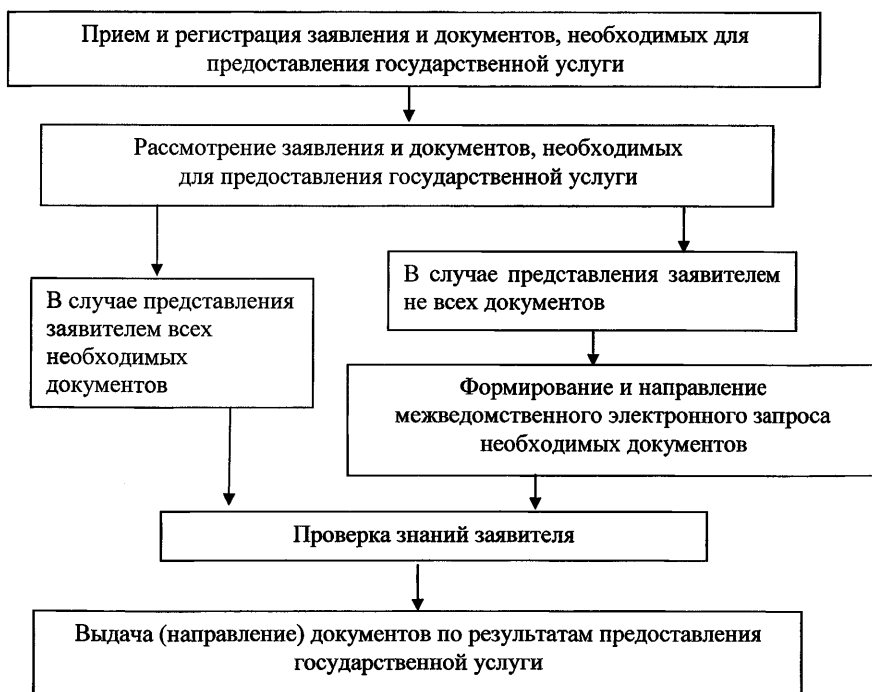 Прием и регистрация заявления и документов, необходимых для
предоставления государственной услуги
Рассмотрение заявления и документов, необходимых
для предоставления государственной услуги
В случае представления
заявителем всех
необходимых
документов
В случае представления заявителем
не всех документов
Формирование и направление
межведомственного электронного запроса
необходимых документов
Проверка знаний заявителя
Выдача (направление) документов по результатам предоставления
государственной услуги